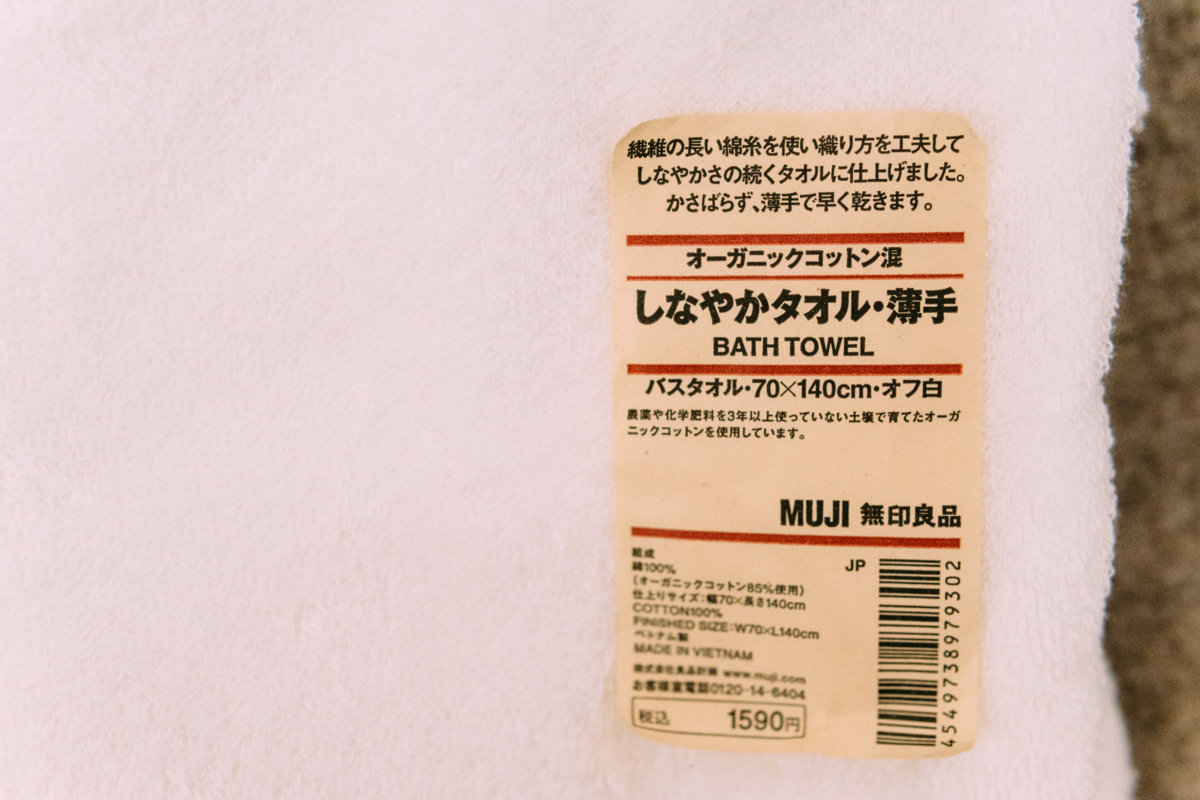 繊維の長い綿糸を使い織り方を工夫して
しなやかさの続くタオルに仕上げました。
かさばらず、薄手で早く乾きます。
オーガニックコットン混
しなやかタオル・薄手
BATH TOWEL
バスタオル・70×140cm・オフ白
農薬や化学肥料を3年以上使っていない土壌で育てたオーガ
ニックコットンを使用しています。
MUJI 無印良品
組成
綿100%
(オーガニックコットン85%使用)
仕上りサイズ:幅70×長さ140cm
COTTON100%
FINISHED SIZE:W70×L140cm
ベトナム製
MADE IN VIETNAM
株式会社良品計画 www.muji.com
お客様室電話0120-14-6404
税込 1590円
JP
4549738979302